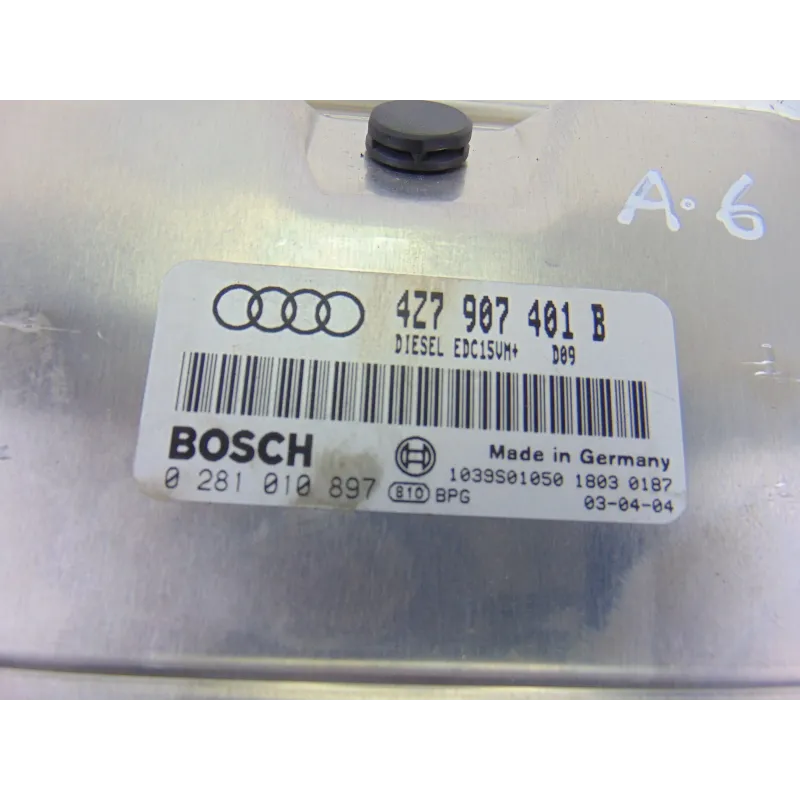 A.6
4Z7 907 401 B
DIESEL EDC15VM+ D09
BOSCH
Made in Germany
0 281 010 897
1039S01050 1803 0187
810 BPG
03-04-04